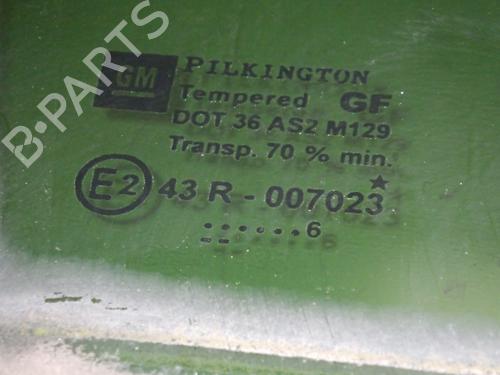 B-PARTS
GM PILKINGTON
Tempered GF
DOT 36 AS2 M129
Transp. 70 % min.
E2 43 R - 007023 ★
..•••••6